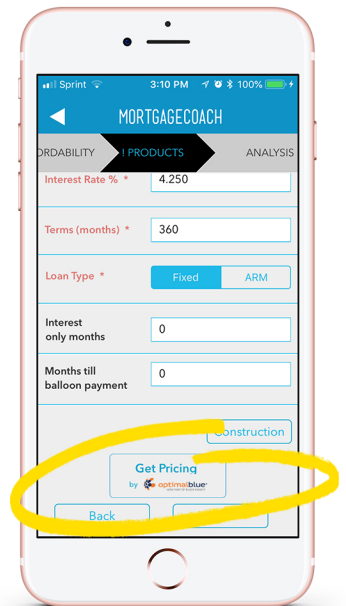 Sprint 3:10 PM 100%
MORTGAGECOACH
ORDABILITY ! PRODUCTS ANALYSIS
Interest Rate % * 4.250
Terms (months) * 360
Loan Type * Fixed ARM
Interest
only months 0
Months till
balloon payment 0
Construction
Get Pricing
by optimalblue
Back